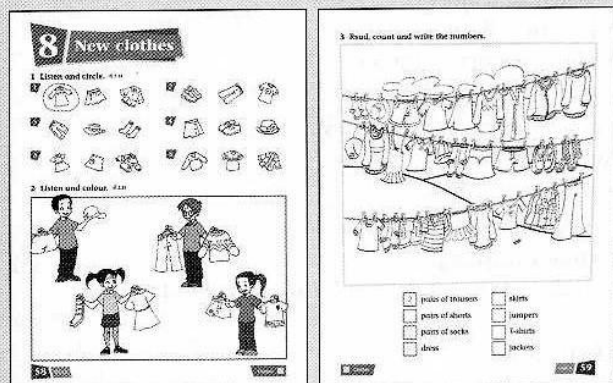 8 New clothes
1 Listen and circle.
2 Listen and colour.
58
3 Read, count and write the numbers.
2 pairs of trousers
pairs of shorts
pairs of socks
dress
skirts
jumpers
T-shirts
jackets
59